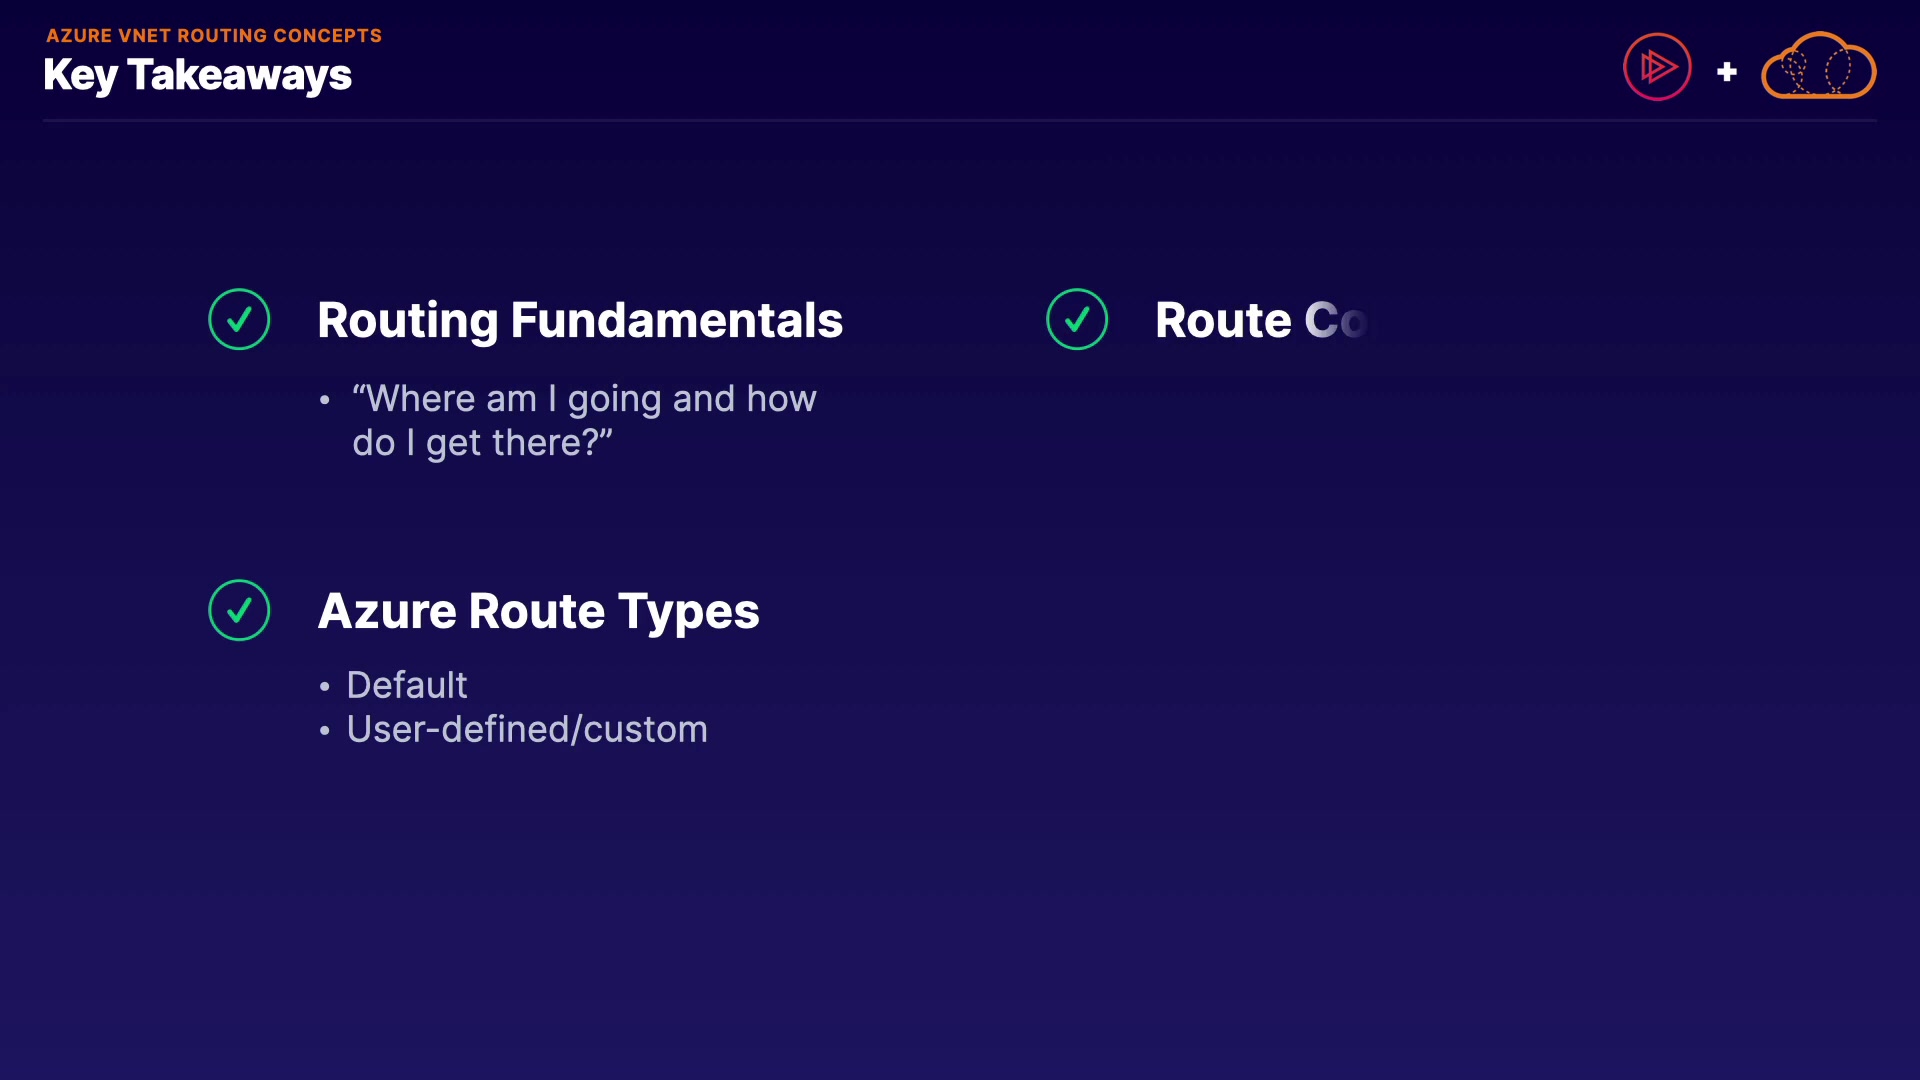 AZURE VNET ROUTING CONCEPTS
Key Takeaways
+
Routing Fundamentals
• “Where am I going and how
do I get there?”
Azure Route Types
• Default
• User-defined/custom
Route Co